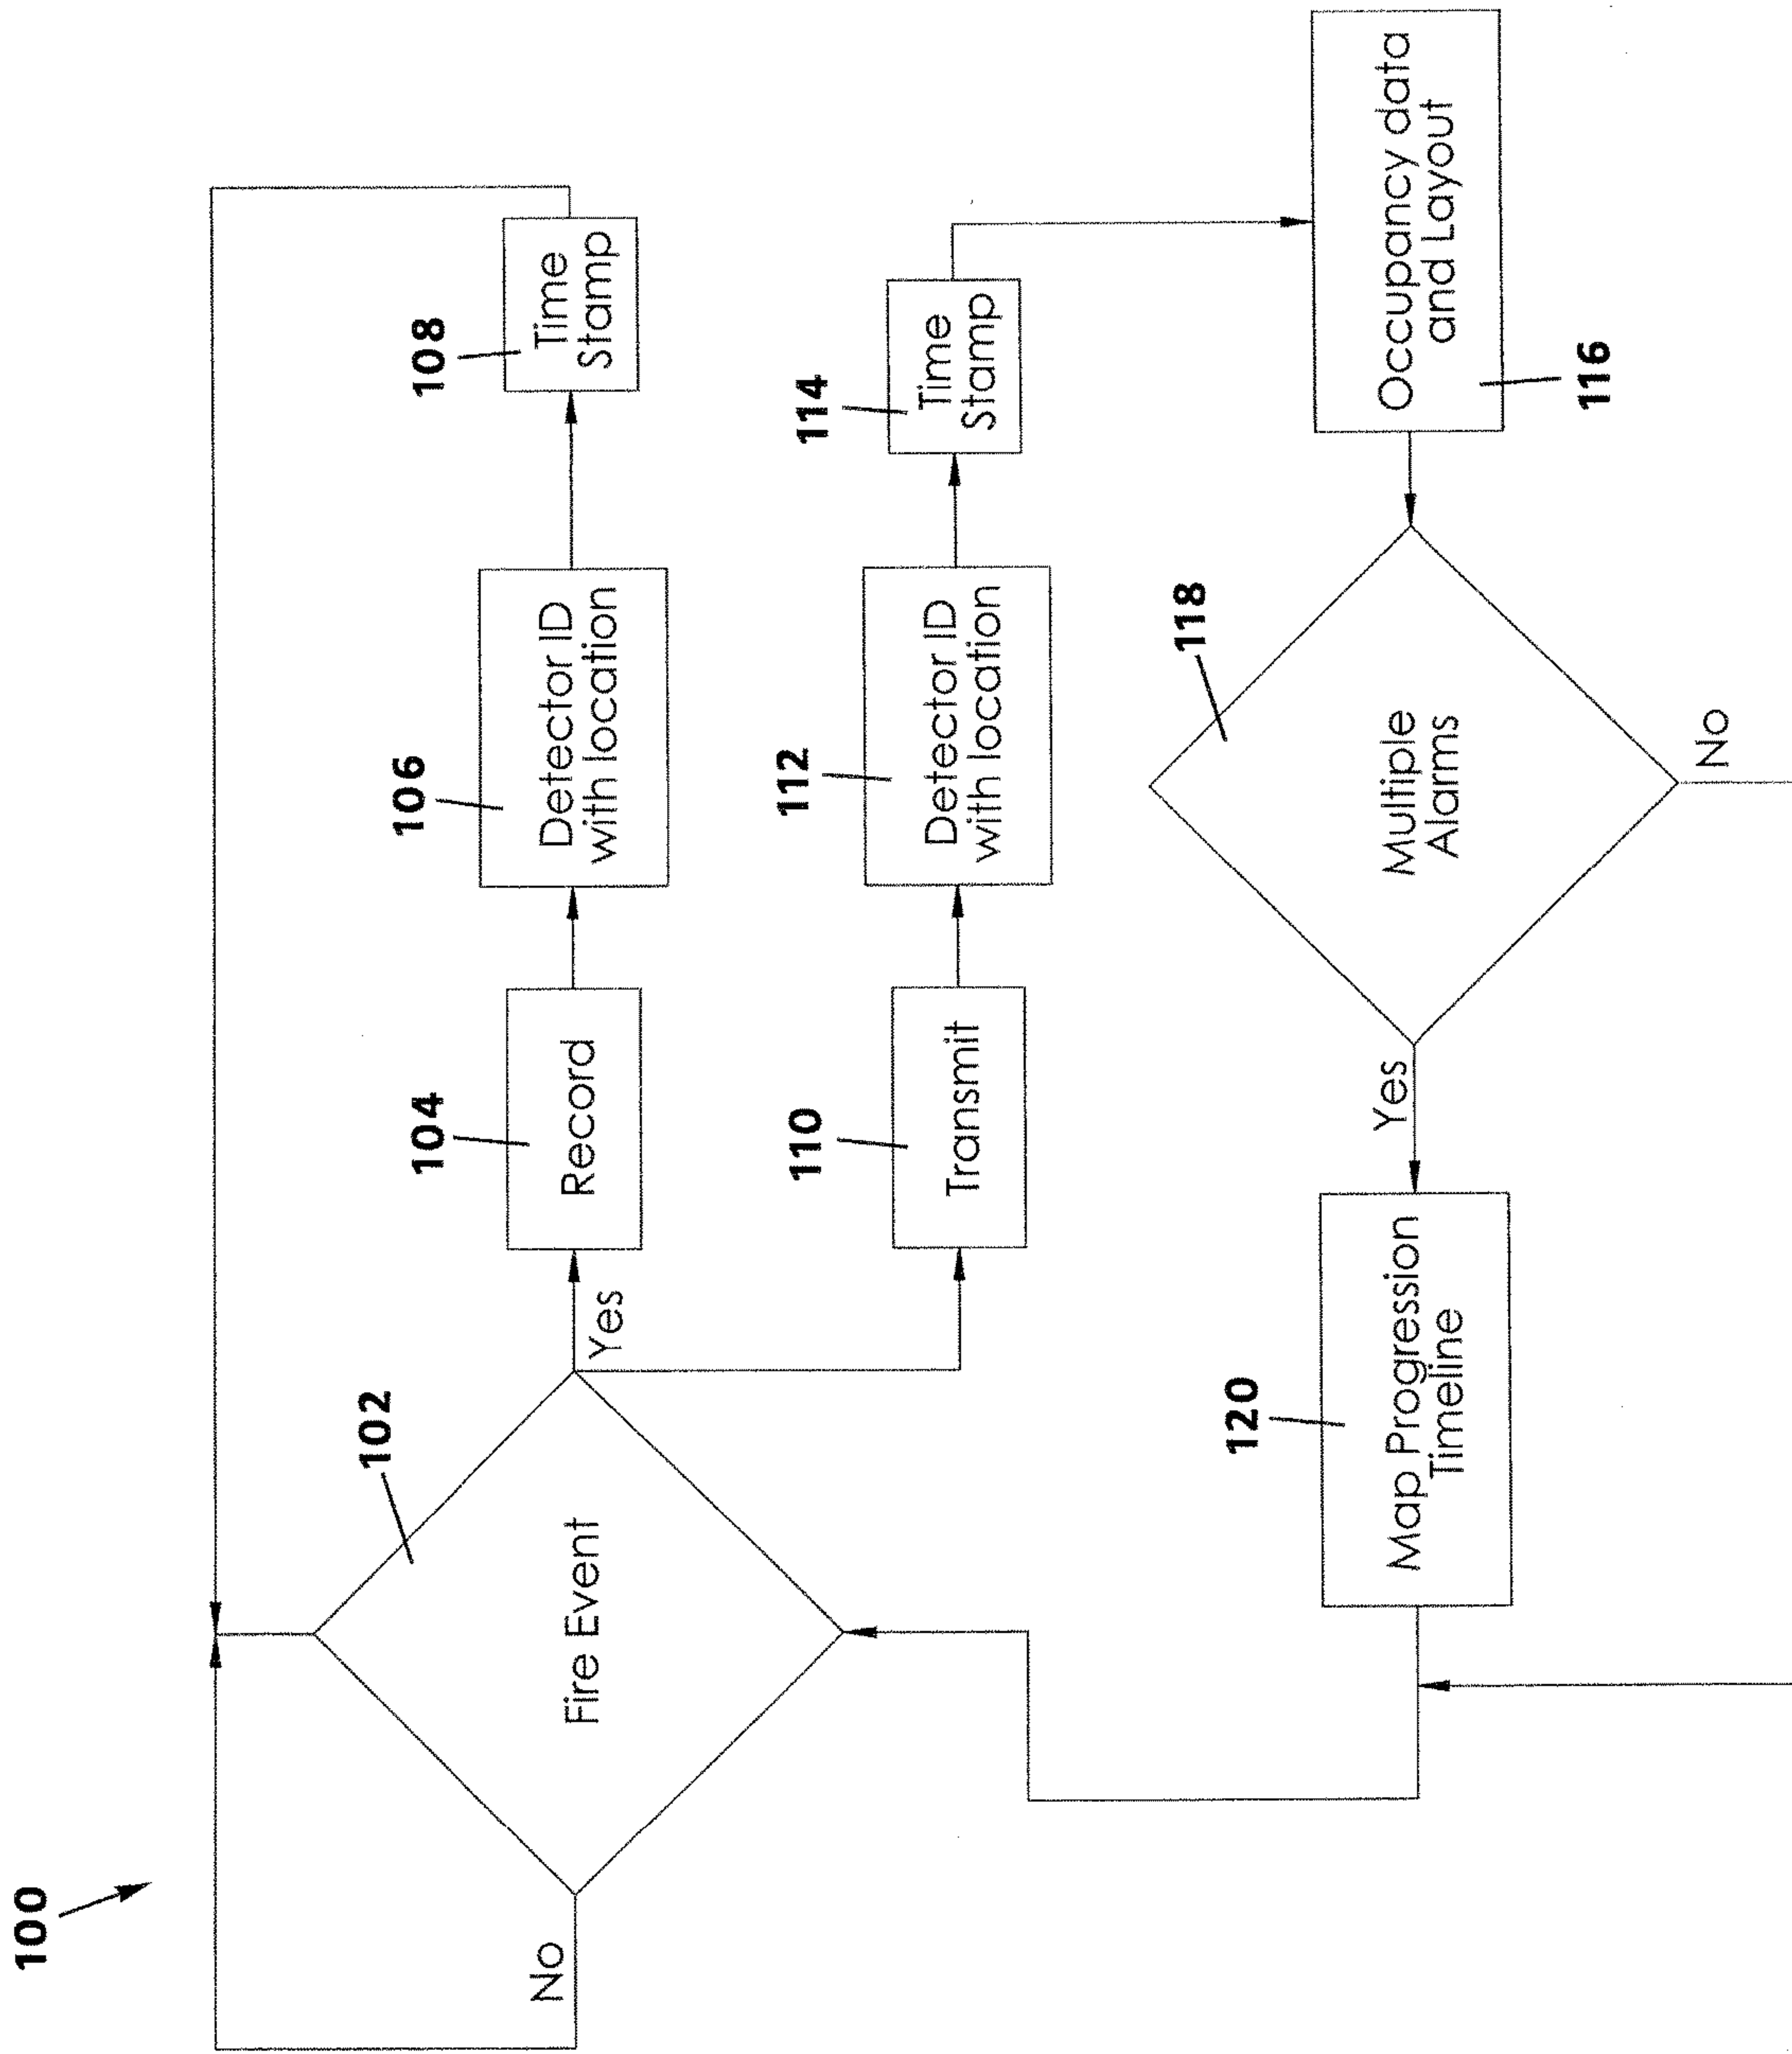 100
102
Fire Event
No
Yes
104
Record
106
Detector ID
with location
108
Time
Stamp
110
Transmit
112
Detector ID
with location
114
Time
Stamp
116
Occupancy data
and Layout
118
Multiple
Alarms
Yes
No
120
Map Progression
Timeline